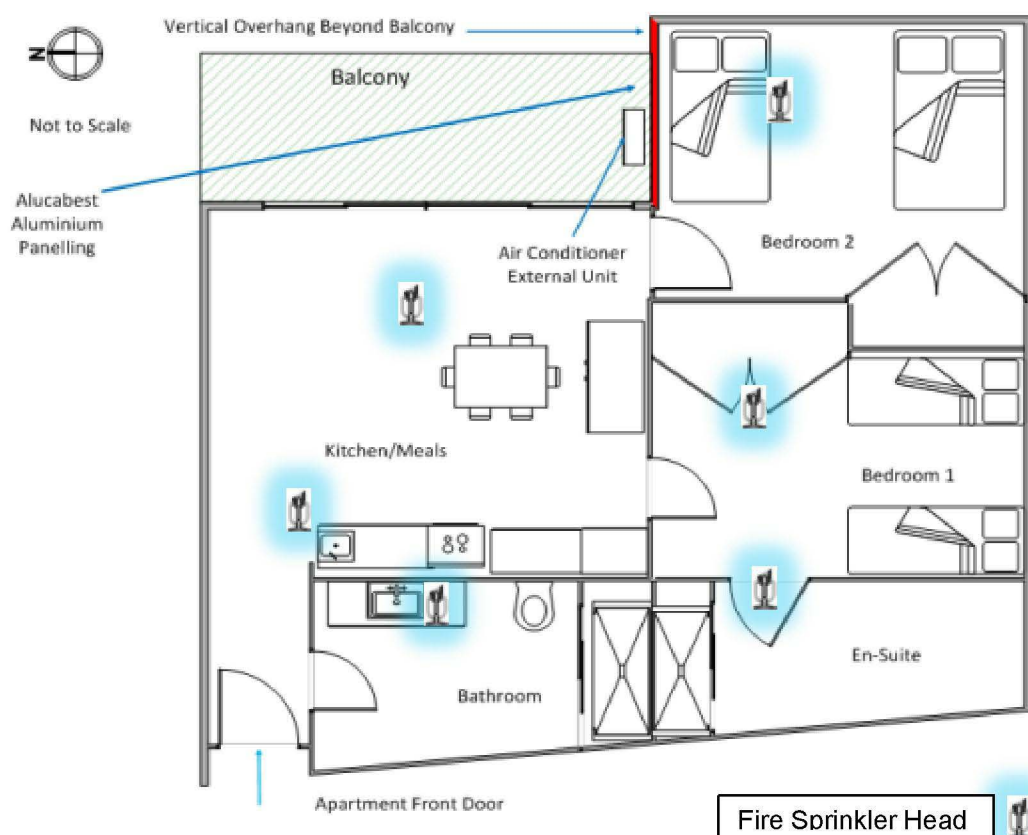 Vertical Overhang Beyond Balcony
N
Balcony
Not to Scale
Alucabest
Aluminium
Panelling
Air Conditioner
External Unit
Bedroom 2
Kitchen/Meals
Bedroom 1
En-Suite
Bathroom
Apartment Front Door
Fire Sprinkler Head